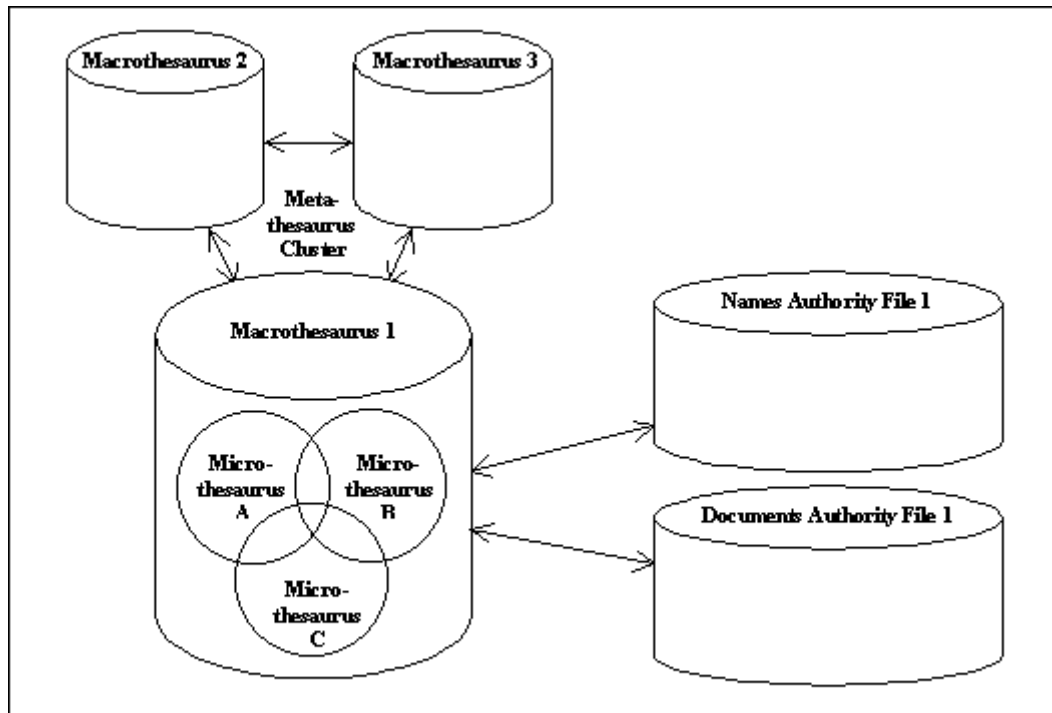 Macrothesaurus 2
Macrothesaurus 3
Meta-
thesaurus
Cluster
Macrothesaurus 1
Names Authority File 1
Micro-
thesaurus
A
Micro-
thesaurus
B
Documents Authority File 1
Micro-
thesaurus
C